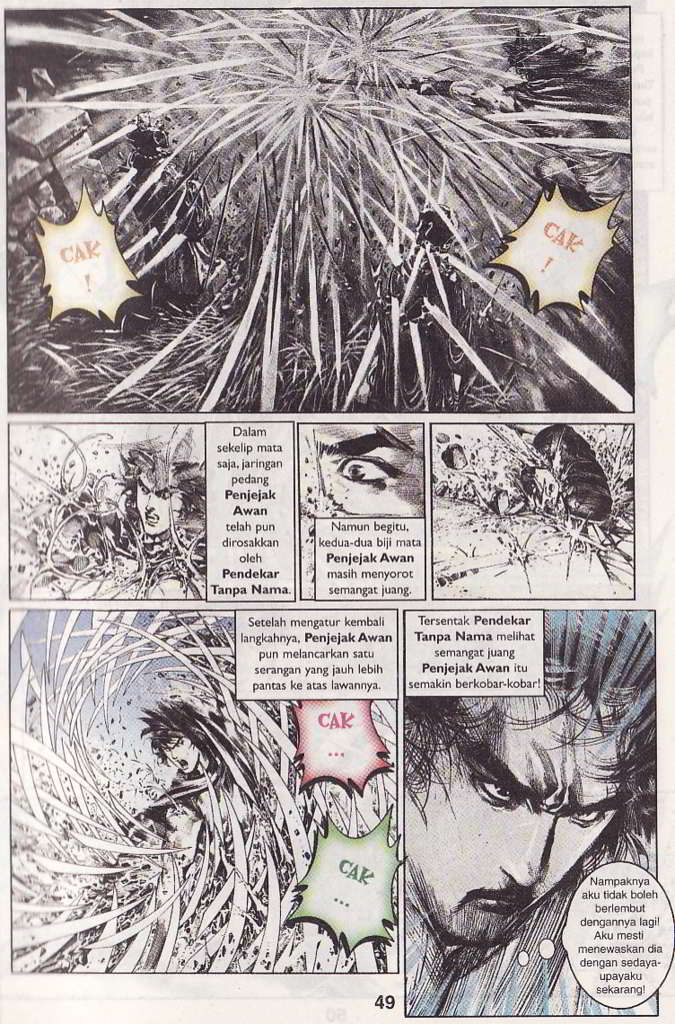 CAK
!
CAK
!
Dalam
sekelip mata
saja, jaringan
pedang
Penjejak
Awan
telah pun
dirosakkan
oleh
Pendekar
Tanpa Nama.
Namun begitu,
kedua-dua biji mata
Penjejak Awan
masih menyorot
semangat juang.
Setelah mengatur kembali
langkahnya, Penjejak Awan
pun melancarkan satu
serangan yang jauh lebih
pantas ke atas lawannya.
CAK
...
CAK
...
Tersentak Pendekar
Tanpa Nama melihat
semangat juang
Penjejak Awan itu
semakin berkobar-kobar!
Nampaknya
aku tidak boleh
berlembut
dengannya lagi!
Aku mesti
menewaskan dia
dengan sedaya-
upayaku
sekarang!
49